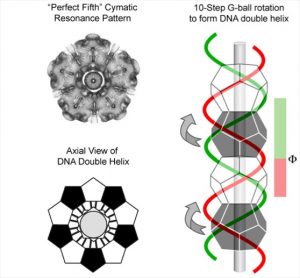 "Perfect Fifth" Cymatic
Resonance Pattern
Axial View of
DNA Double Helix
10-Step G-ball rotation
to form DNA double helix
Φ